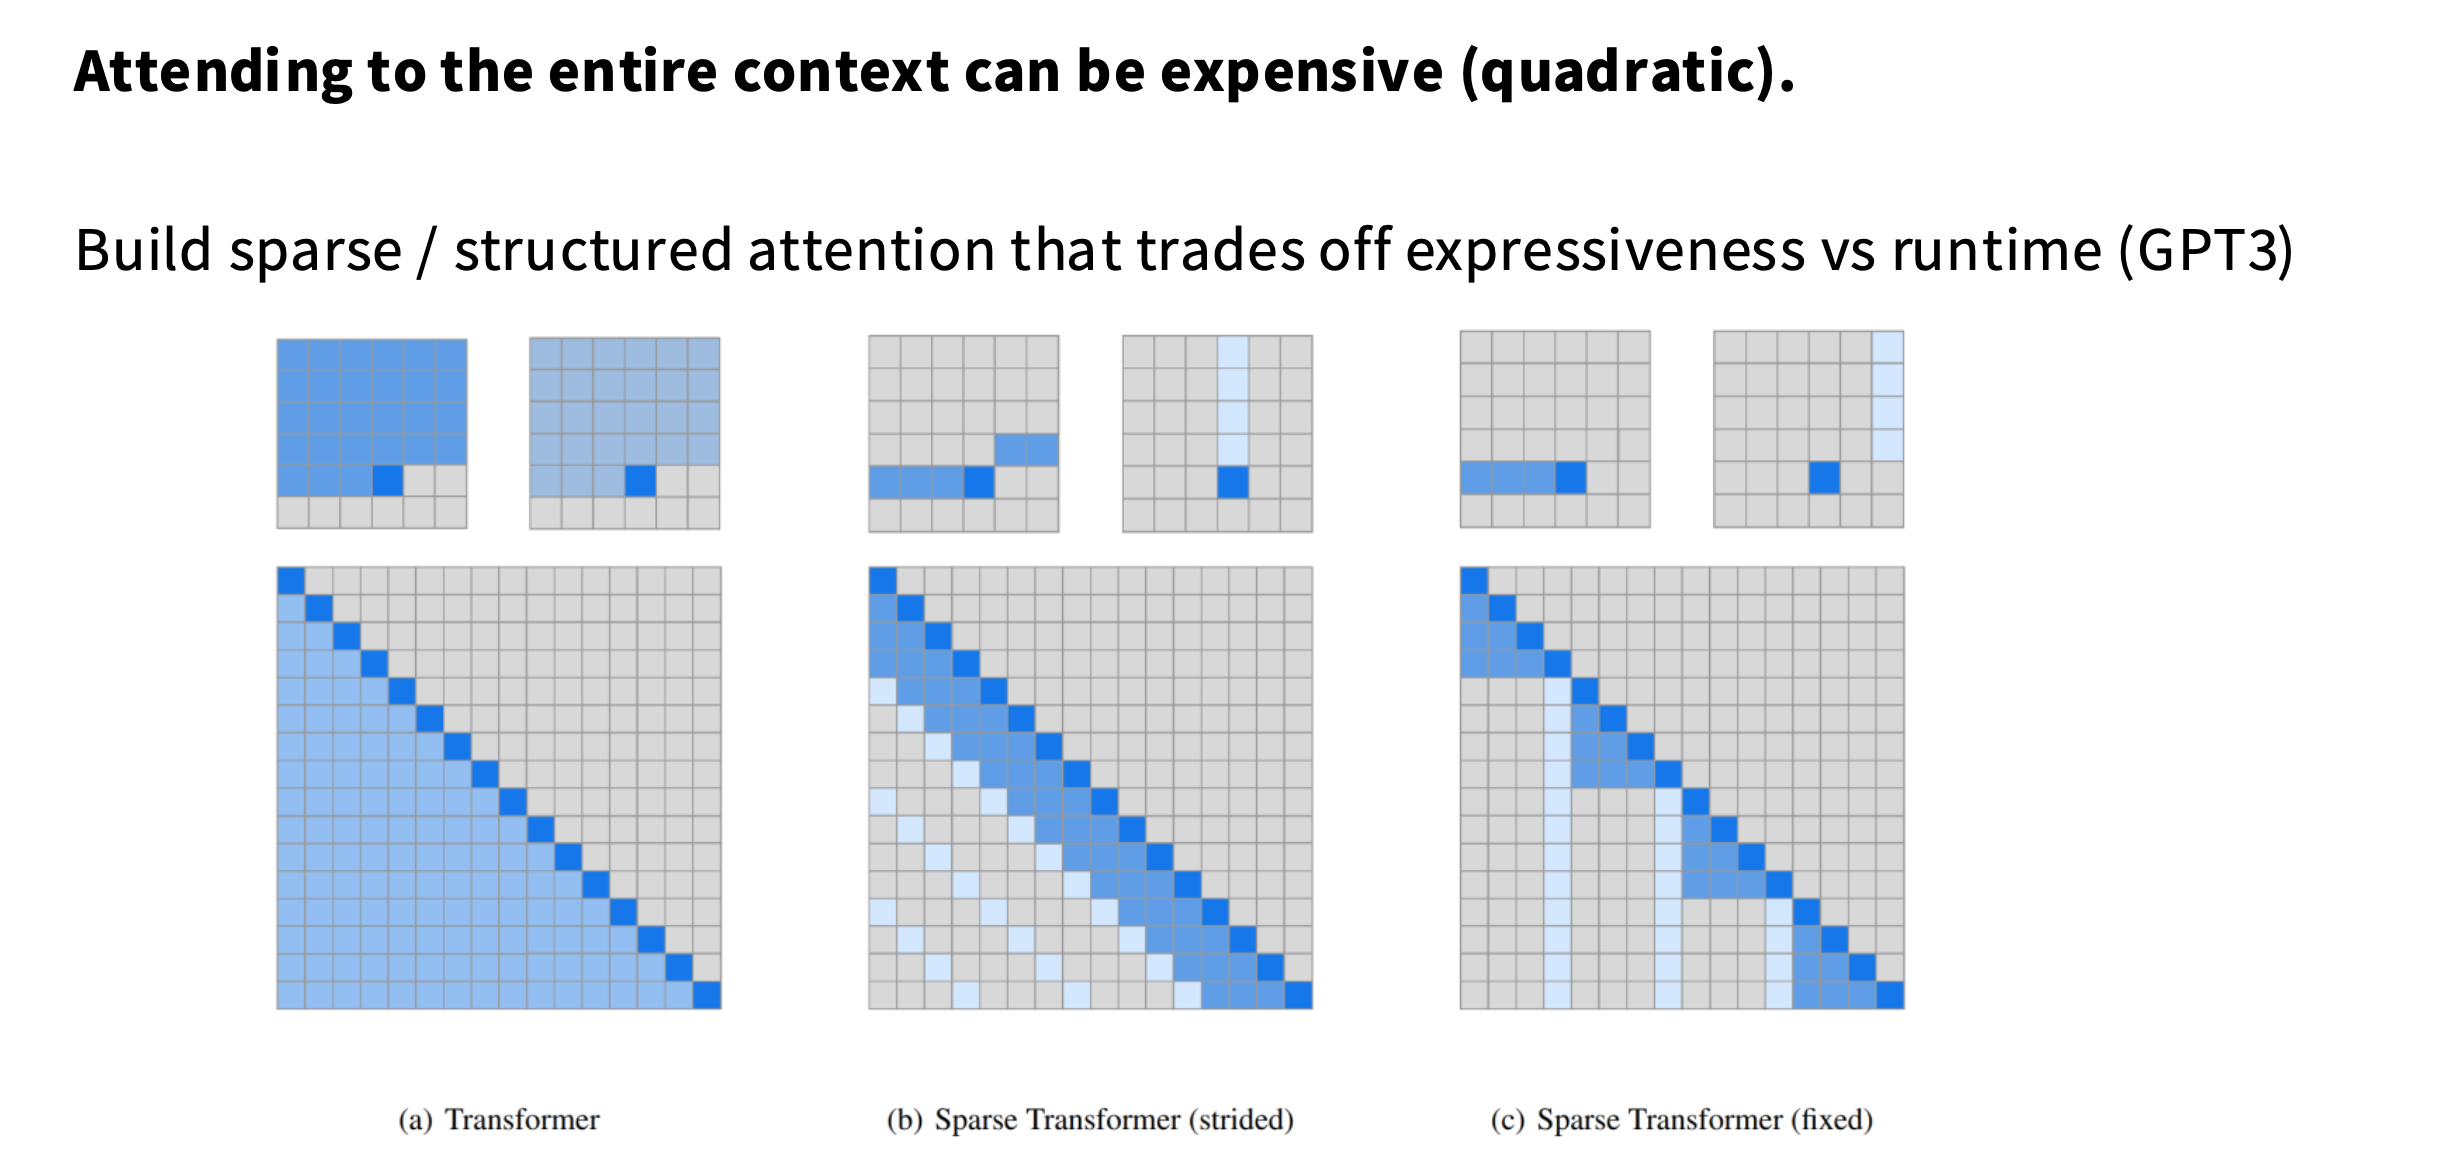 Attending to the entire context can be expensive (quadratic).
Build sparse / structured attention that trades off expressiveness vs runtime (GPT3)
(a) Transformer
(b) Sparse Transformer (strided)
(c) Sparse Transformer (fixed)